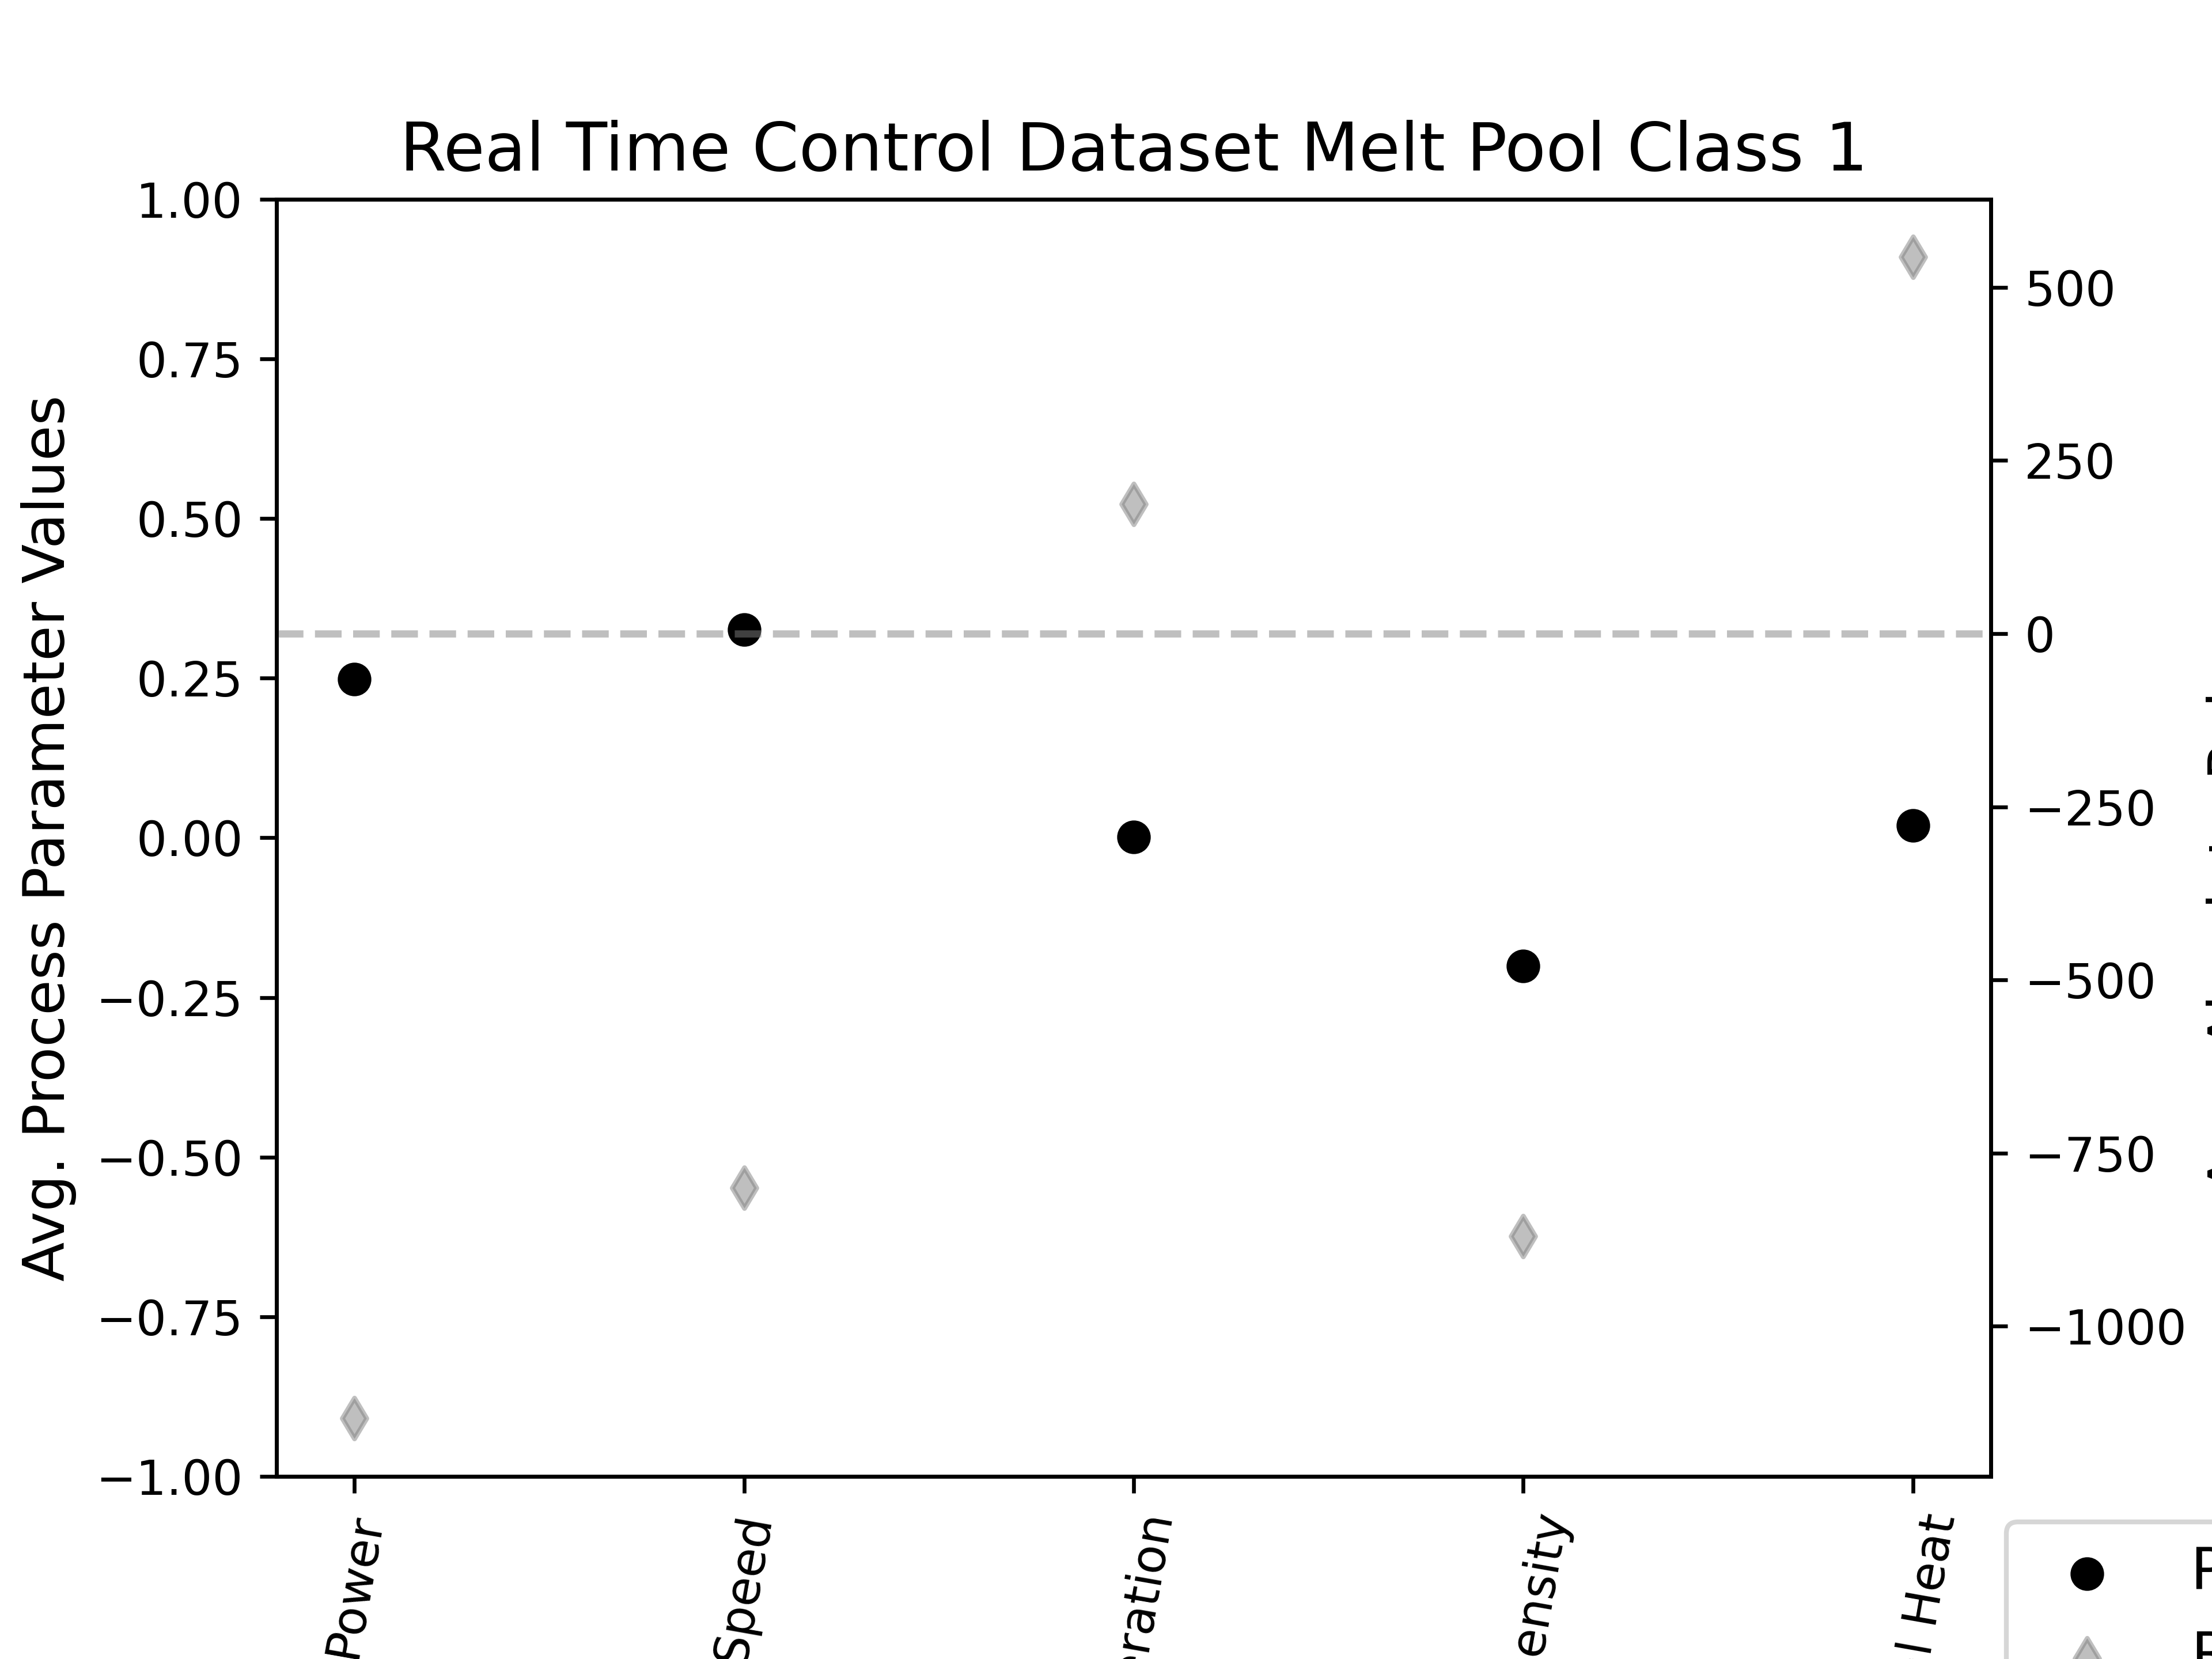 Real Time Control Dataset Melt Pool Class 1
Avg. Process Parameter Values
1.00
0.75
0.50
0.25
0.00
−0.25
−0.50
−0.75
−1.00
500
250
0
−250
−500
−750
−1000
Power
Speed
eration
ensity
l Heat